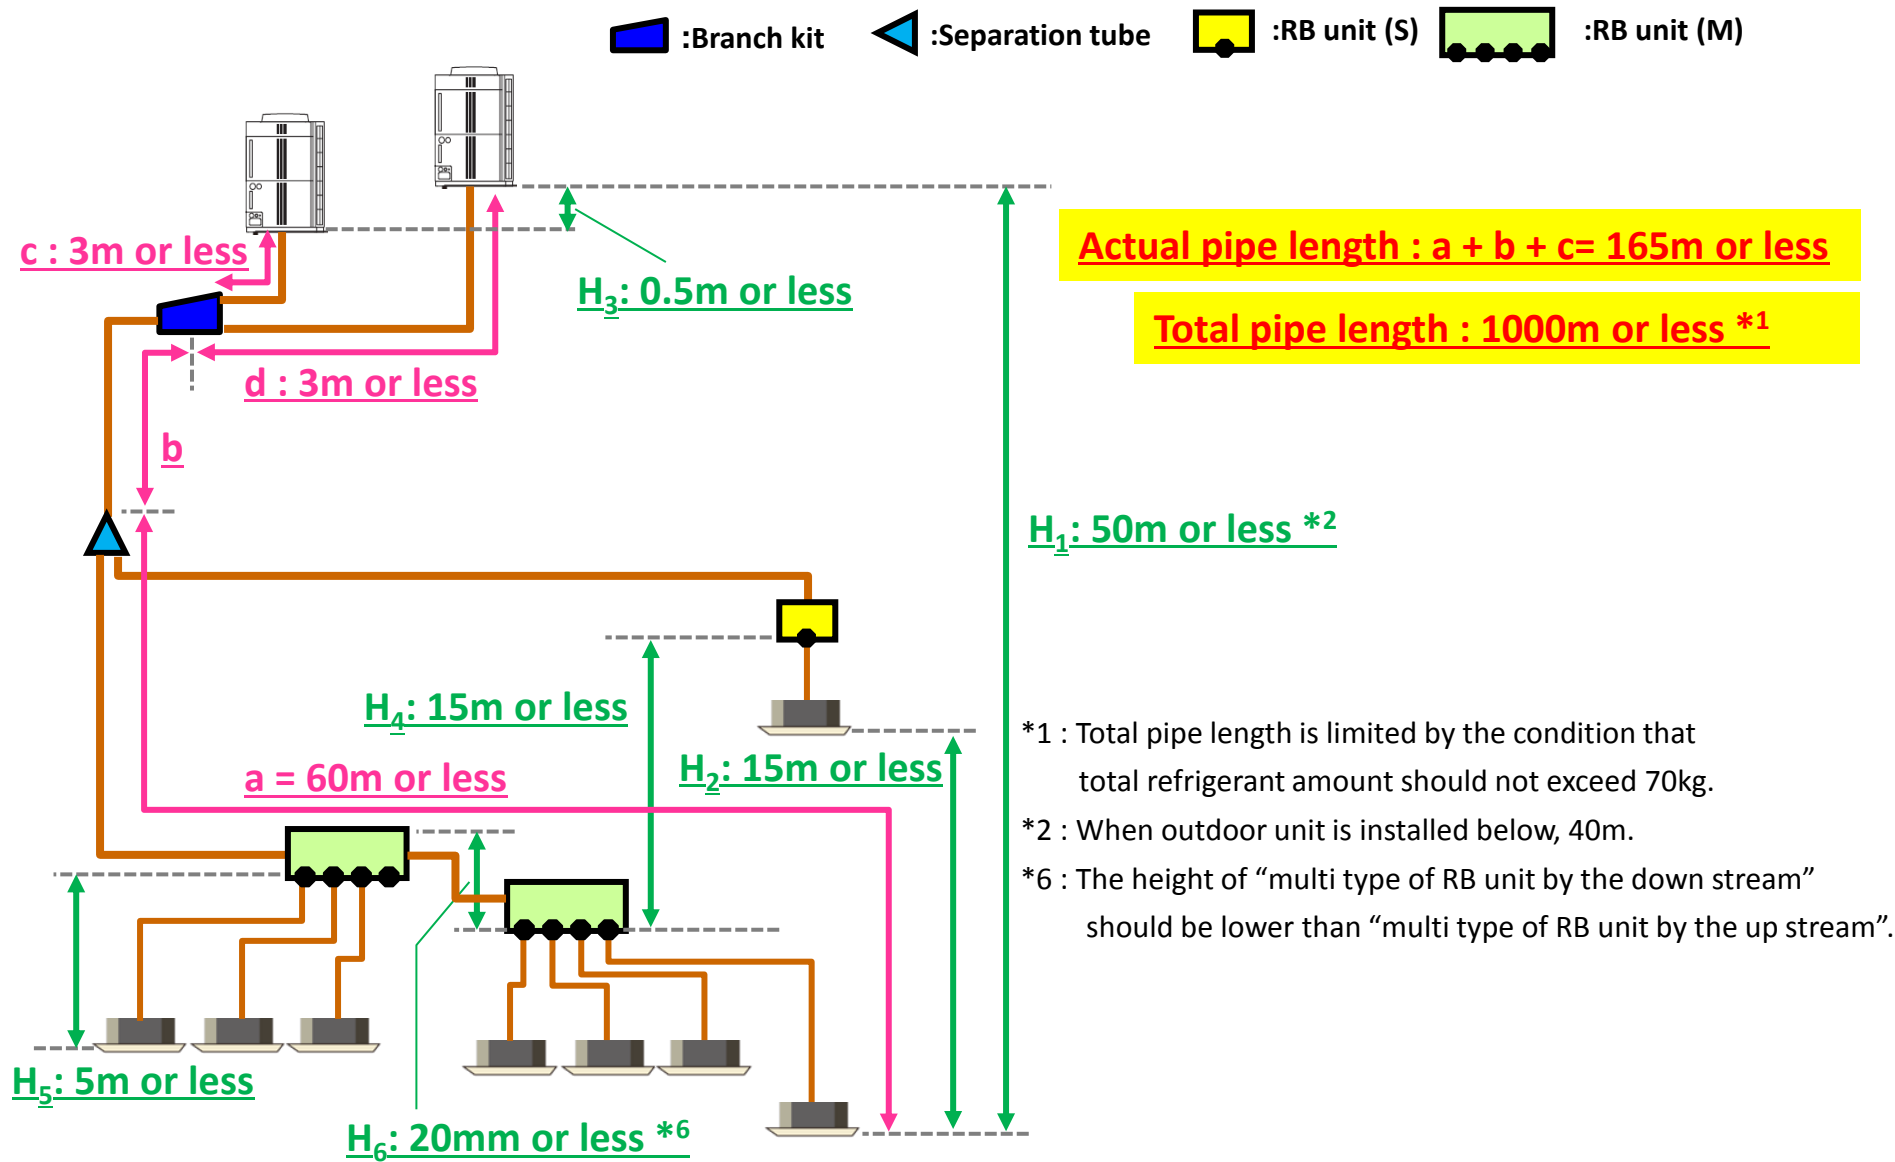 :Branch kit
:Separation tube
:RB unit (S)
:RB unit (M)
c : 3m or less
H3: 0.5m or less
Actual pipe length : a + b + c= 165m or less
Total pipe length : 1000m or less *1
d : 3m or less
b
H1: 50m or less *2
H4: 15m or less
H2: 15m or less
a = 60m or less
*1 : Total pipe length is limited by the condition that
total refrigerant amount should not exceed 70kg.
*2 : When outdoor unit is installed below, 40m.
*6 : The height of “multi type of RB unit by the down stream”
should be lower than “multi type of RB unit by the up stream”.
H5: 5m or less
H6: 20mm or less *6